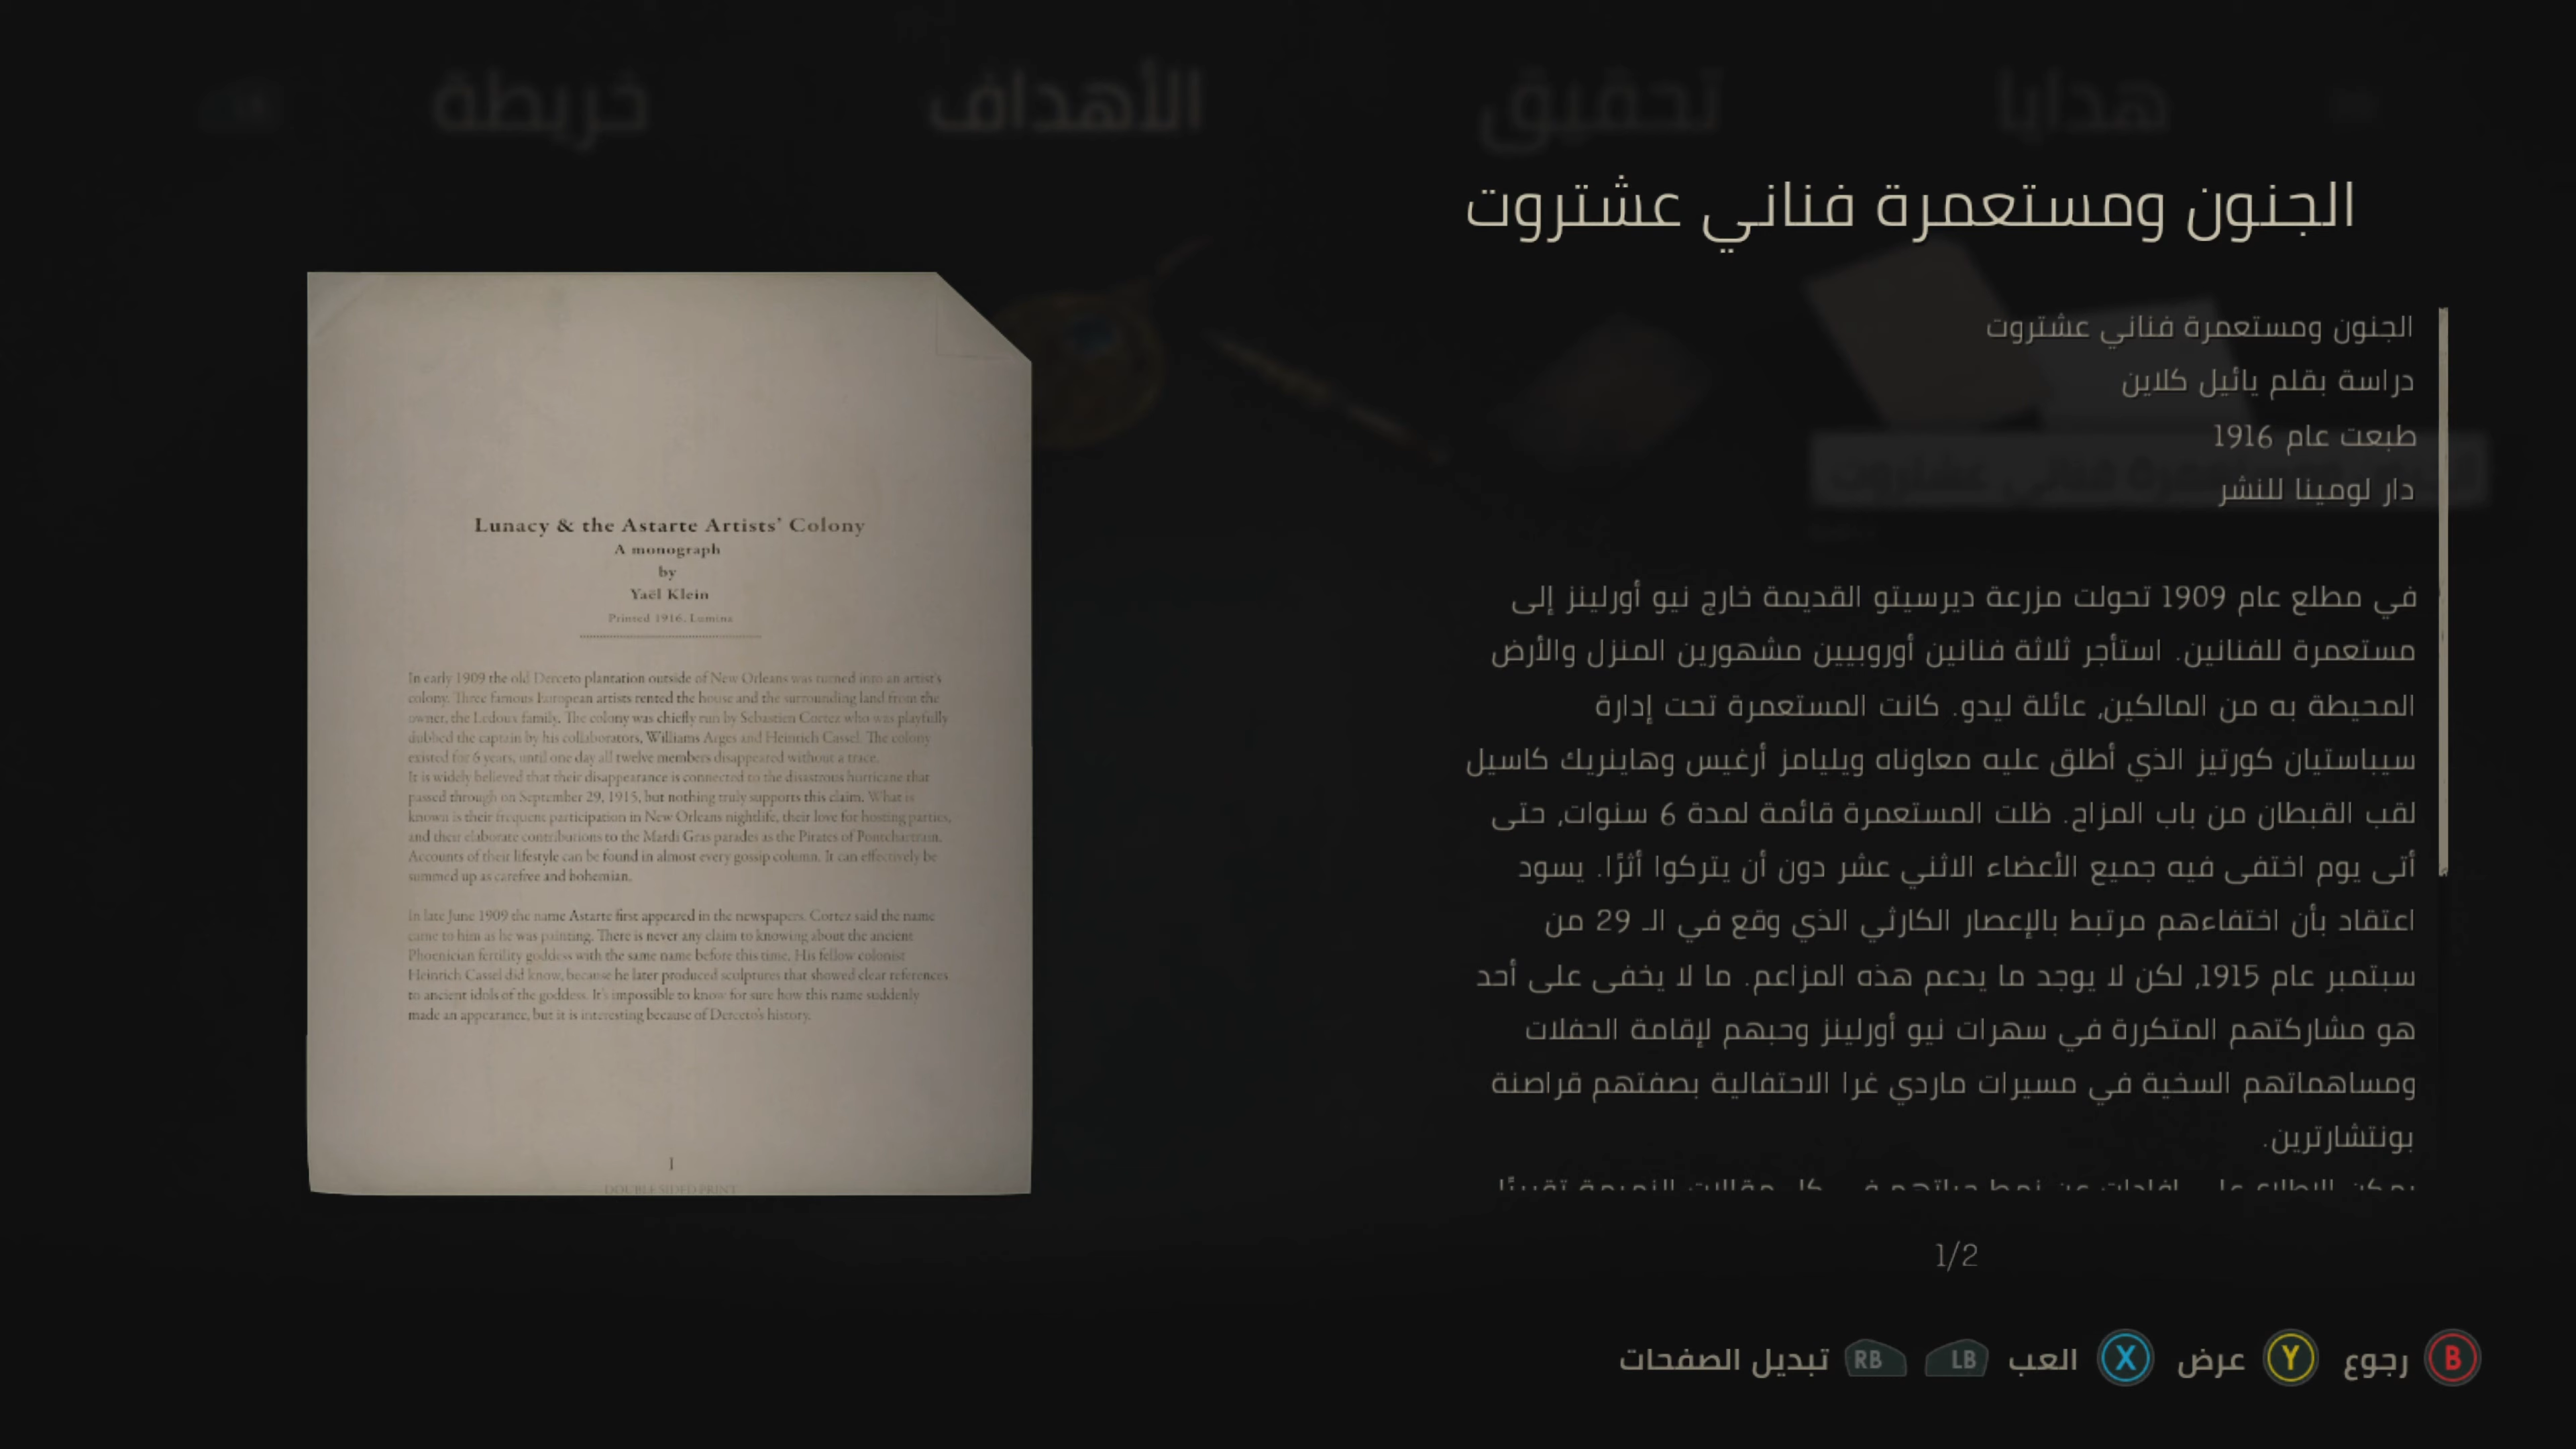 خريطة
الأهداف
تحقيق
هدايا
الجنون ومستعمرة فناني عشتروت
الجنون ومستعمرة فناني عشتروت
دراسة بقلم يائيل كلاين
طبعت عام 1916
دار لومينا للنشر
في مطلع عام 1909 تحولت مزرعة ديرسيتو القديمة خارج نيو أورلينز إلى
مستعمرة للفنانين. استأجر ثلاثة فنانين أوروبيين مشهورين المنزل والأرض
المحيطة به من المالكين, عائلة ليدو. كانت المستعمرة تحت إدارة
سيباستيان كورتيز الذي أطلق عليه معاوناه ويليامز أرغيس وهاينريك كاسيل
لقب القبطان من باب المزاح. ظلت المستعمرة قائمة لمدة 6 سنوات, حتى
أتى يوم اختفى فيه جميع الأعضاء الاثني عشر دون أن يتركوا أثرًا. يسود
اعتقاد بأن اختفاءهم مرتبط بالإعصار الكارثي الذي وقع في الـ 29 من
سبتمبر عام 1915, لكن لا يوجد ما يدعم هذه المزاعم. ما لا يخفى على أحد
هو مشاركتهم المتكررة في سهرات نيو أورلينز وحبهم لإقامة الحفلات
ومساهماتهم السخية في مسيرات ماردي غرا الاحتفالية بصفتهم قراصنة
بونتشارترين.
1/2
Lunacy & the Astarte Artists' Colony
A monograph
by
Yaël Klein
Printed 1916, Lumina
In early 1909 the old Derceto plantation outside of New Orleans was turned into an artist's
colony. Three famous European artists rented the house and the surrounding land from the
owner, the Ledoux family. The colony was chiefly run by Sebastien Cortez who was playfully
dubbed the captain by his collaborators, Williams Arges and Heinrich Cassel. The colony
existed for 6 years, until one day all twelve members disappeared without a trace.
It is widely believed that their disappearance is connected to the disastrous hurricane that
passed through on September 29, 1915, but nothing truly supports this claim. What is
known is their frequent participation in New Orleans nightlife, their love for hosting parties,
and their elaborate contributions to the Mardi Gras parades as the Pirates of Pontchartrain.
Accounts of their lifestyle can be found in almost every gossip column. It can effectively be
summed up as carefree and bohemian.
In late June 1909 the name Astarte first appeared in the newspapers. Cortez said the name
came to him as he was painting. There is never any claim to knowing about the ancient
Phoenician fertility goddess with the same name before this time. His fellow colonist
Heinrich Cassel did know, because he later produced sculptures that showed clear references
to ancient idols of the goddess. It's impossible to know for sure how this name suddenly
made an appearance, but it is interesting because of Derceto's history.
1
DOUBLE SIDED PRINT
B رجوع Y عرض X العب LB RB تبديل الصفحات